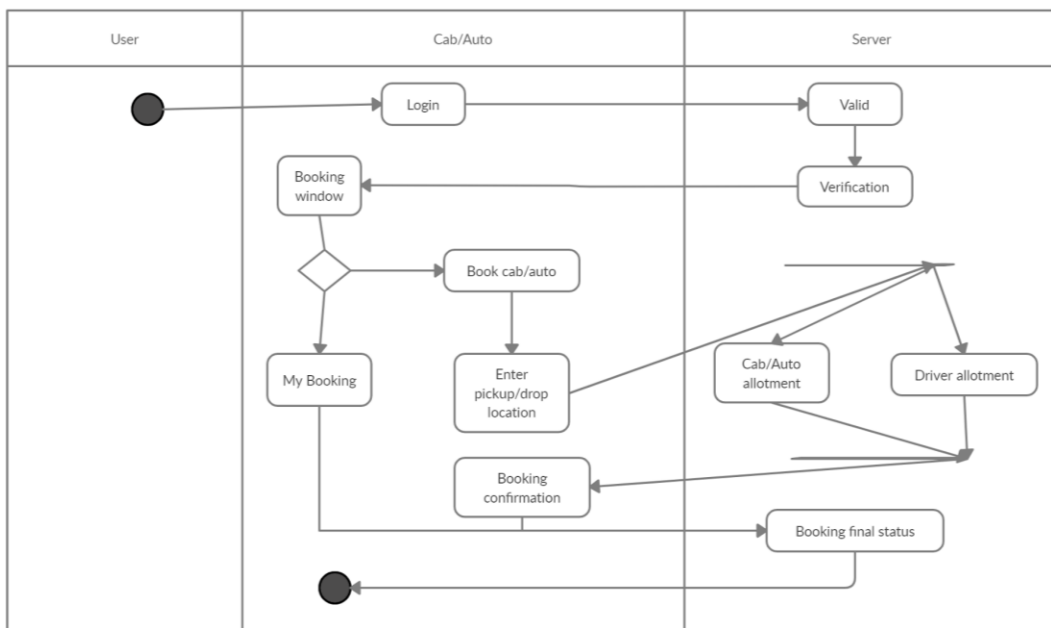 User
Cab/Auto
Server
Login
Valid
Booking
window
Verification
Book cab/auto
My Booking
Enter
pickup/drop
location
Cab/Auto
allotment
Driver allotment
Booking
confirmation
Booking final status